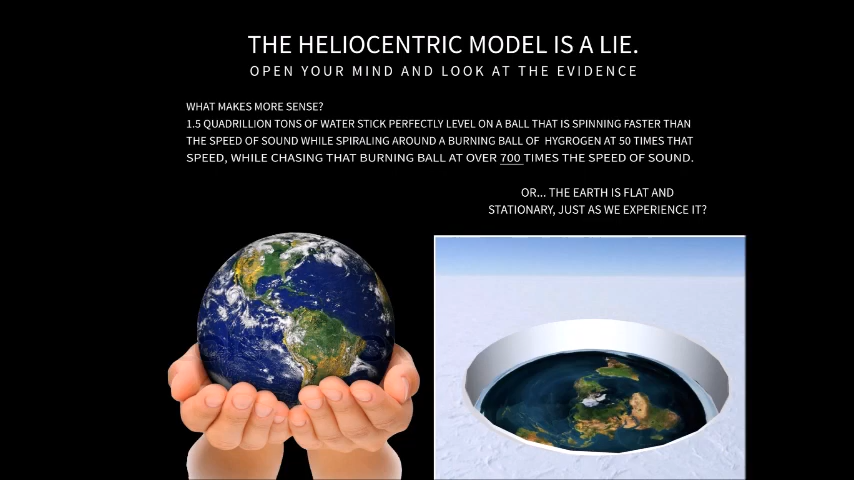 THE HELIOCENTRIC MODEL IS A LIE.
OPEN YOUR MIND AND LOOK AT THE EVIDENCE
WHAT MAKES MORE SENSE?
1.5 QUADRILLION TONS OF WATER STICK PERFECTLY LEVEL ON A BALL THAT IS SPINNING FASTER THAN
THE SPEED OF SOUND WHILE SPIRALING AROUND A BURNING BALL OF HYGROGEN AT 50 TIMES THAT
SPEED, WHILE CHASING THAT BURNING BALL AT OVER 700 TIMES THE SPEED OF SOUND.
OR... THE EARTH IS FLAT AND
STATIONARY, JUST AS WE EXPERIENCE IT?